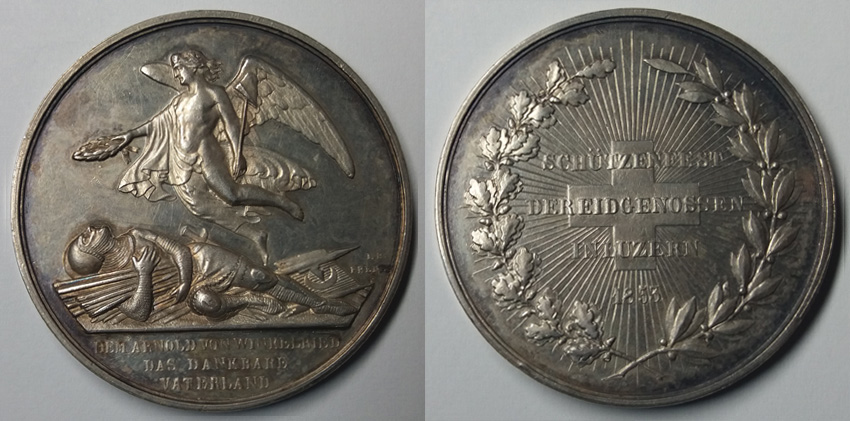 DEM ARNOLD VON WINKELRIED
DAS DANKBARE
VATERLAND
SCHÜTZENFEST
DER EIDGENOSSEN
IN LUZERN
1853